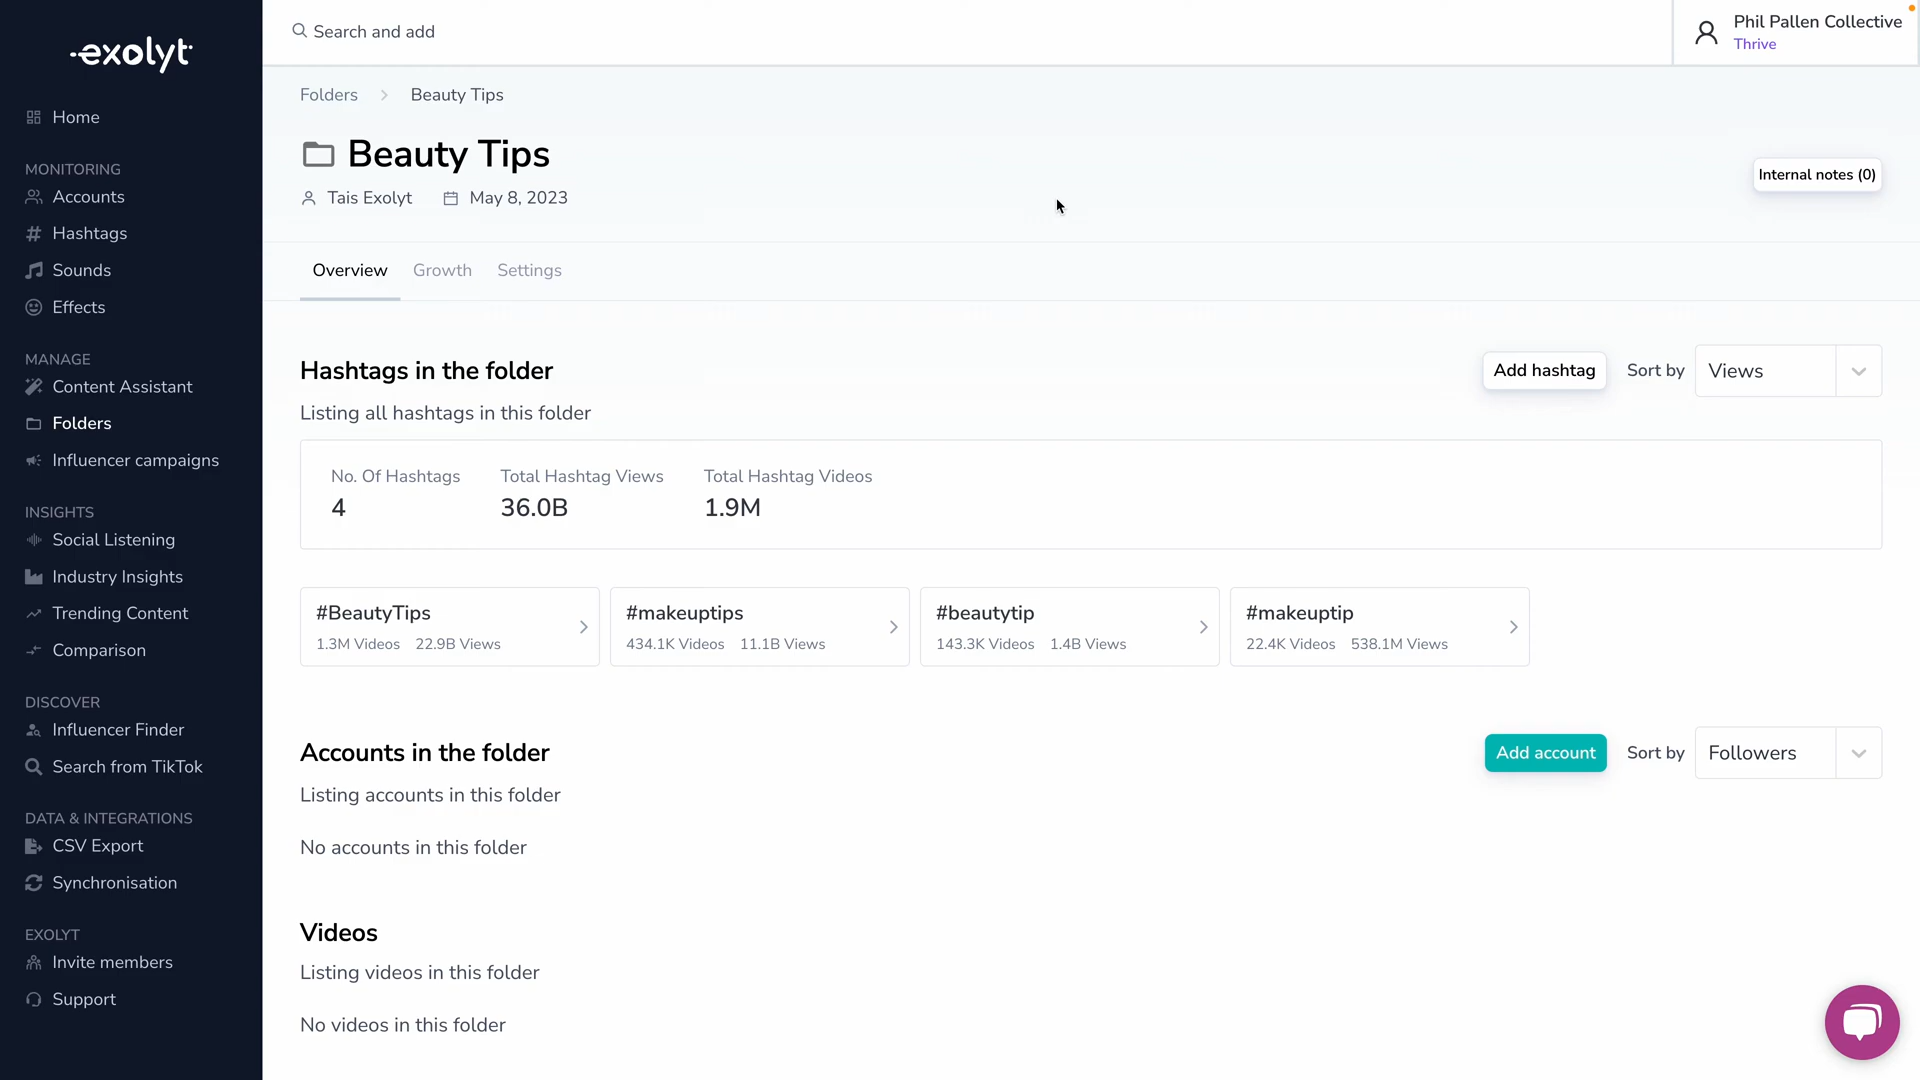 exolyt
Search and add
Phil Pallen Collective
Thrive
Home
MONITORING
Accounts
Hashtags
Sounds
Effects
MANAGE
Content Assistant
Folders
Influencer campaigns
INSIGHTS
Social Listening
Industry Insights
Trending Content
Comparison
DISCOVER
Influencer Finder
Search from TikTok
DATA & INTEGRATIONS
CSV Export
Synchronisation
EXOLYT
Invite members
Support
Folders > Beauty Tips
Beauty Tips
Tais Exolyt May 8, 2023
Internal notes (0)
Overview Growth Settings
Hashtags in the folder
Add hashtag Sort by Views
Listing all hashtags in this folder
No. Of Hashtags Total Hashtag Views Total Hashtag Videos
4 36.0B 1.9M
#BeautyTips #makeuptips #beautytip #makeuptip
1.3M Videos 22.9B Views 434.1K Videos 11.1B Views 143.3K Videos 1.4B Views 22.4K Videos 538.1M Views
Accounts in the folder
Add account Sort by Followers
Listing accounts in this folder
No accounts in this folder
Videos
Listing videos in this folder
No videos in this folder